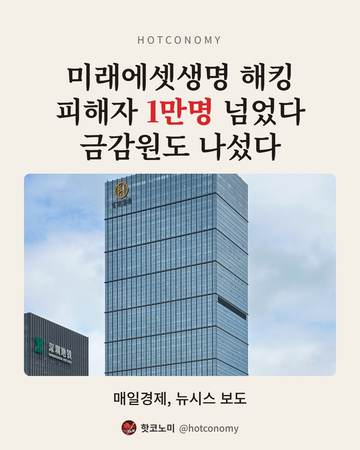 HOTCONOMY
미래에셋생명 해킹
피해자 1만명 넘었다
금감원도 나섰다
매일경제, 뉴시스 보도
핫코노미 @hotconomy